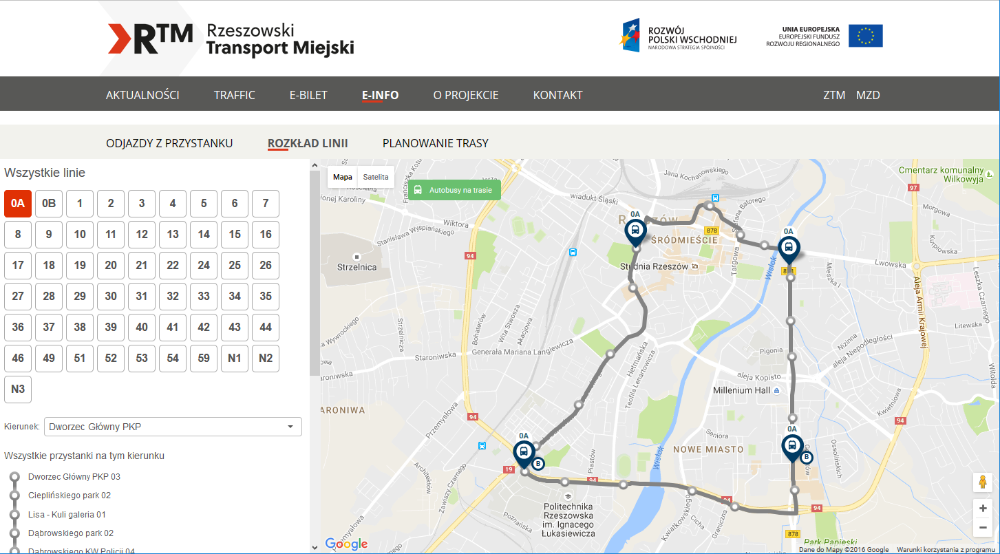 RTM Rzeszowski
Transport Miejski
ROZWÓJ
POLSKI WSCHODNIEJ
NARODOWA STRATEGIA SPÓJNOŚCI
UNIA EUROPEJSKA
EUROPEJSKI FUNDUSZ
ROZWOJU REGIONALNEGO
AKTUALNOŚCI TRAFFIC E-BILET E-INFO O PROJEKCIE KONTAKT ZTM MZD
ODJAZDY Z PRZYSTANKU ROZKŁAD LINII PLANOWANIE TRASY
Wszystkie linie
0A 0B 1 2 3 4 5 6 7
8 9 10 11 12 13 14 15 16
17 18 19 20 21 22 24 25 26
27 28 29 30 31 32 33 34 35
36 37 38 39 40 41 42 43 44
46 49 51 52 53 54 59 N1 N2
N3
Kierunek: Dworzec Główny PKP
Wszystkie przystanki na tym kierunku
Dworzec Główny PKP 03
Cieplińskiego park 02
Lisa - Kuli galeria 01
Dąbrowskiego park 02
Dąbrowskiego KW Policji 04
Mapa Satelita
Autobusy na trasie
Jana Kochanowskiego
Cmentarz komunalny
Wilkowyja
97
wiadukt Śląski
Stefana Batorego
Morgowa
Wiktora
Stanisława Wyspiańskiego
0A
878
ŚRÓDMIEŚCIE
0A
Kupiowska
94
Strzelnica
Studnia Rzeszów
Targowa
Wisłok
Lwowska
Mieszka I
Leszka Czarnego
Aleja Armii Krajowej
Bohaterów
Wita Stwosza
Akacjowa
Strzelnicza
Litewska
Generała Mariana Langiewicza
Staroniwska
Hetmańska
Teofila Lenartowicza
Pigonia
Nizinna
aleja Niepodległości
Witolda
aleja Kopisto
Millenium Hall
Kwietniowa
94
94
Przemysłowa
0A
0A
Seniora
NOWE MIASTO
Wisłok
Ossolińskich
B
B
19
94
Piastów
Architektów
Zawiszy Czarnego
94
94
Politechnika
Rzeszowska
im. Ignacego
Łukasiewicza
Poznańska
Kwiatkowskiego
Cicha
Graniczna
878
Park Papieski
Google
Dane do Mapy ©2016 Google Warunki korzystania z programu